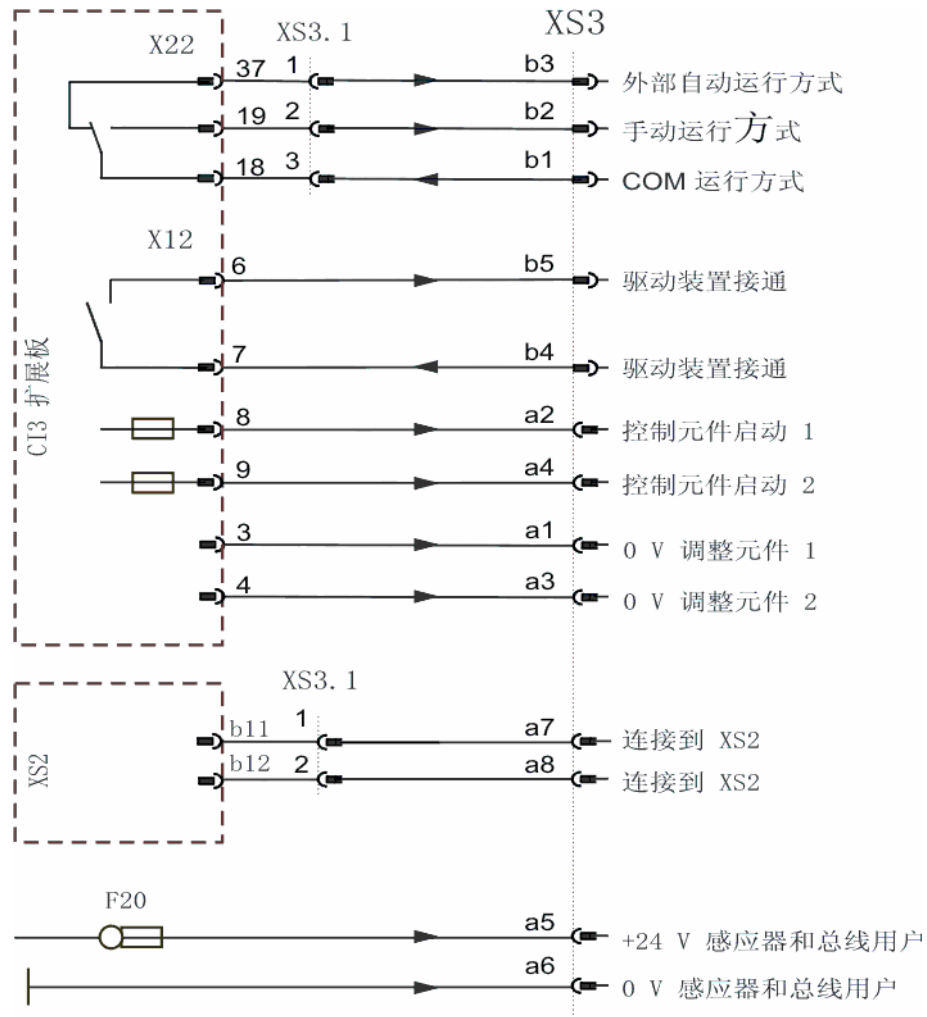 XS3
XS3. 1
X22
37 1 b3 外部自动运行方式
19 2 b2 手动运行方式
18 3 b1 COM 运行方式
X12
6 b5 驱动装置接通
7 b4 驱动装置接通
CI3 扩展板
8 a2 控制元件启动 1
9 a4 控制元件启动 2
3 a1 0 V 调整元件 1
4 a3 0 V 调整元件 2
XS3. 1
b11 1 a7 连接到 XS2
XS2
b12 2 a8 连接到 XS2
F20
a5 +24 V 感应器和总线用户
a6 0 V 感应器和总线用户